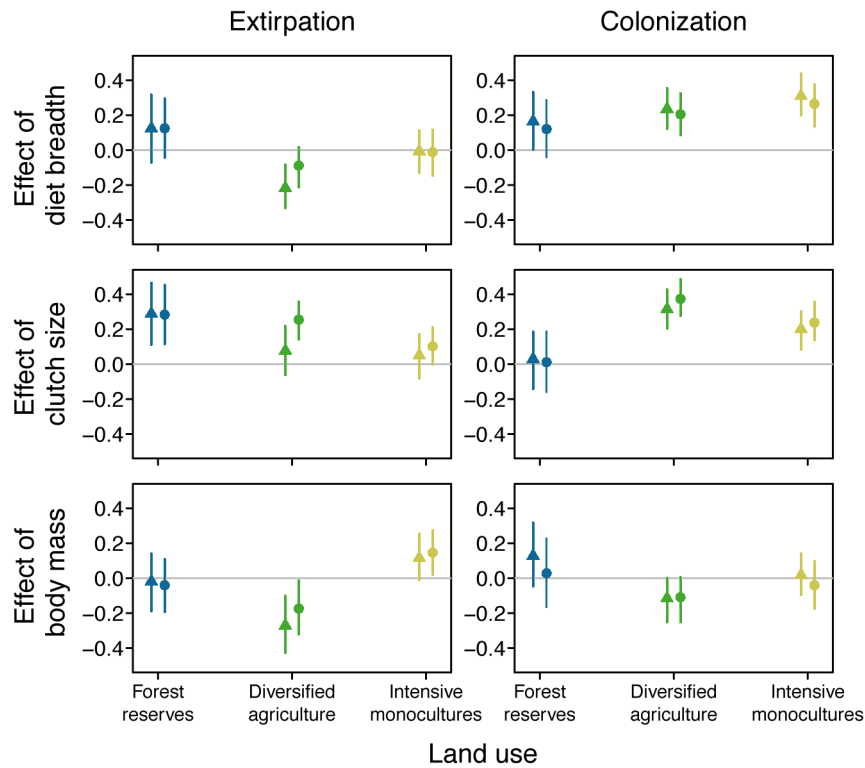 Extirpation
Colonization
Effect of
diet breadth
0.4
0.2
0.0
−0.2
−0.4
0.4
0.2
0.0
−0.2
−0.4
Effect of
clutch size
0.4
0.2
0.0
−0.2
−0.4
0.4
0.2
0.0
−0.2
−0.4
Effect of
body mass
0.4
0.2
0.0
−0.2
−0.4
0.4
0.2
0.0
−0.2
−0.4
Forest
reserves
Diversified
agriculture
Intensive
monocultures
Forest
reserves
Diversified
agriculture
Intensive
monocultures
Land use